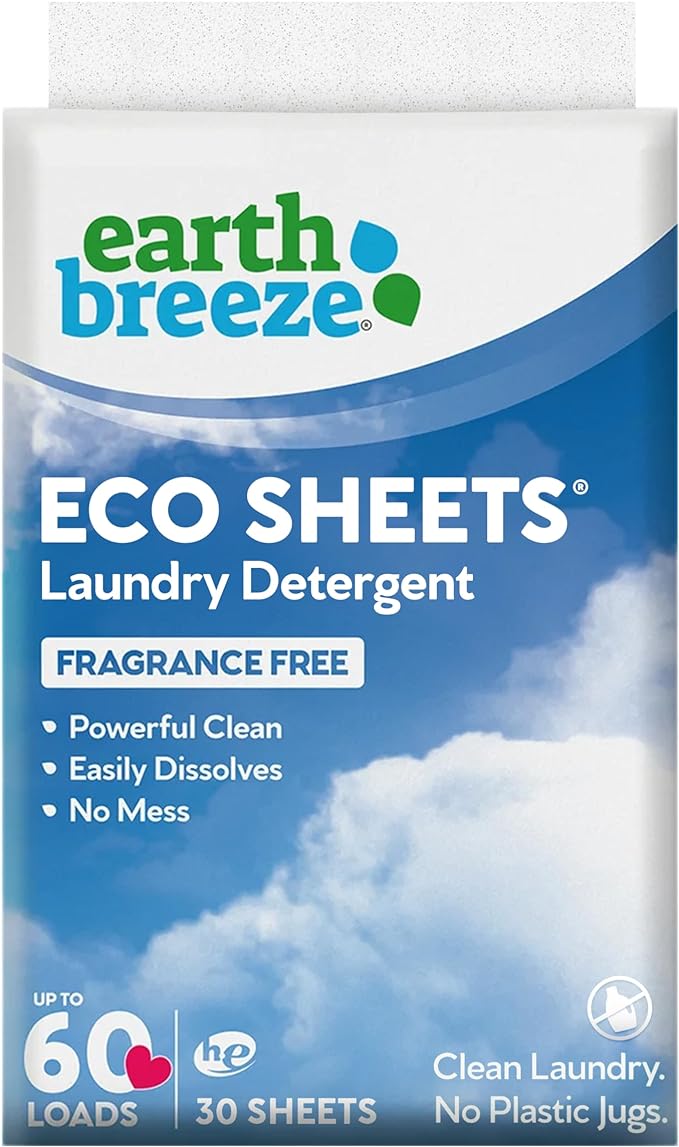 earth
breeze®
ECO SHEETS®
Laundry Detergent
FRAGRANCE FREE
Powerful Clean
Easily Dissolves
No Mess
UP TO
60
LOADS
he
30 SHEETS
Clean Laundry.
No Plastic Jugs.